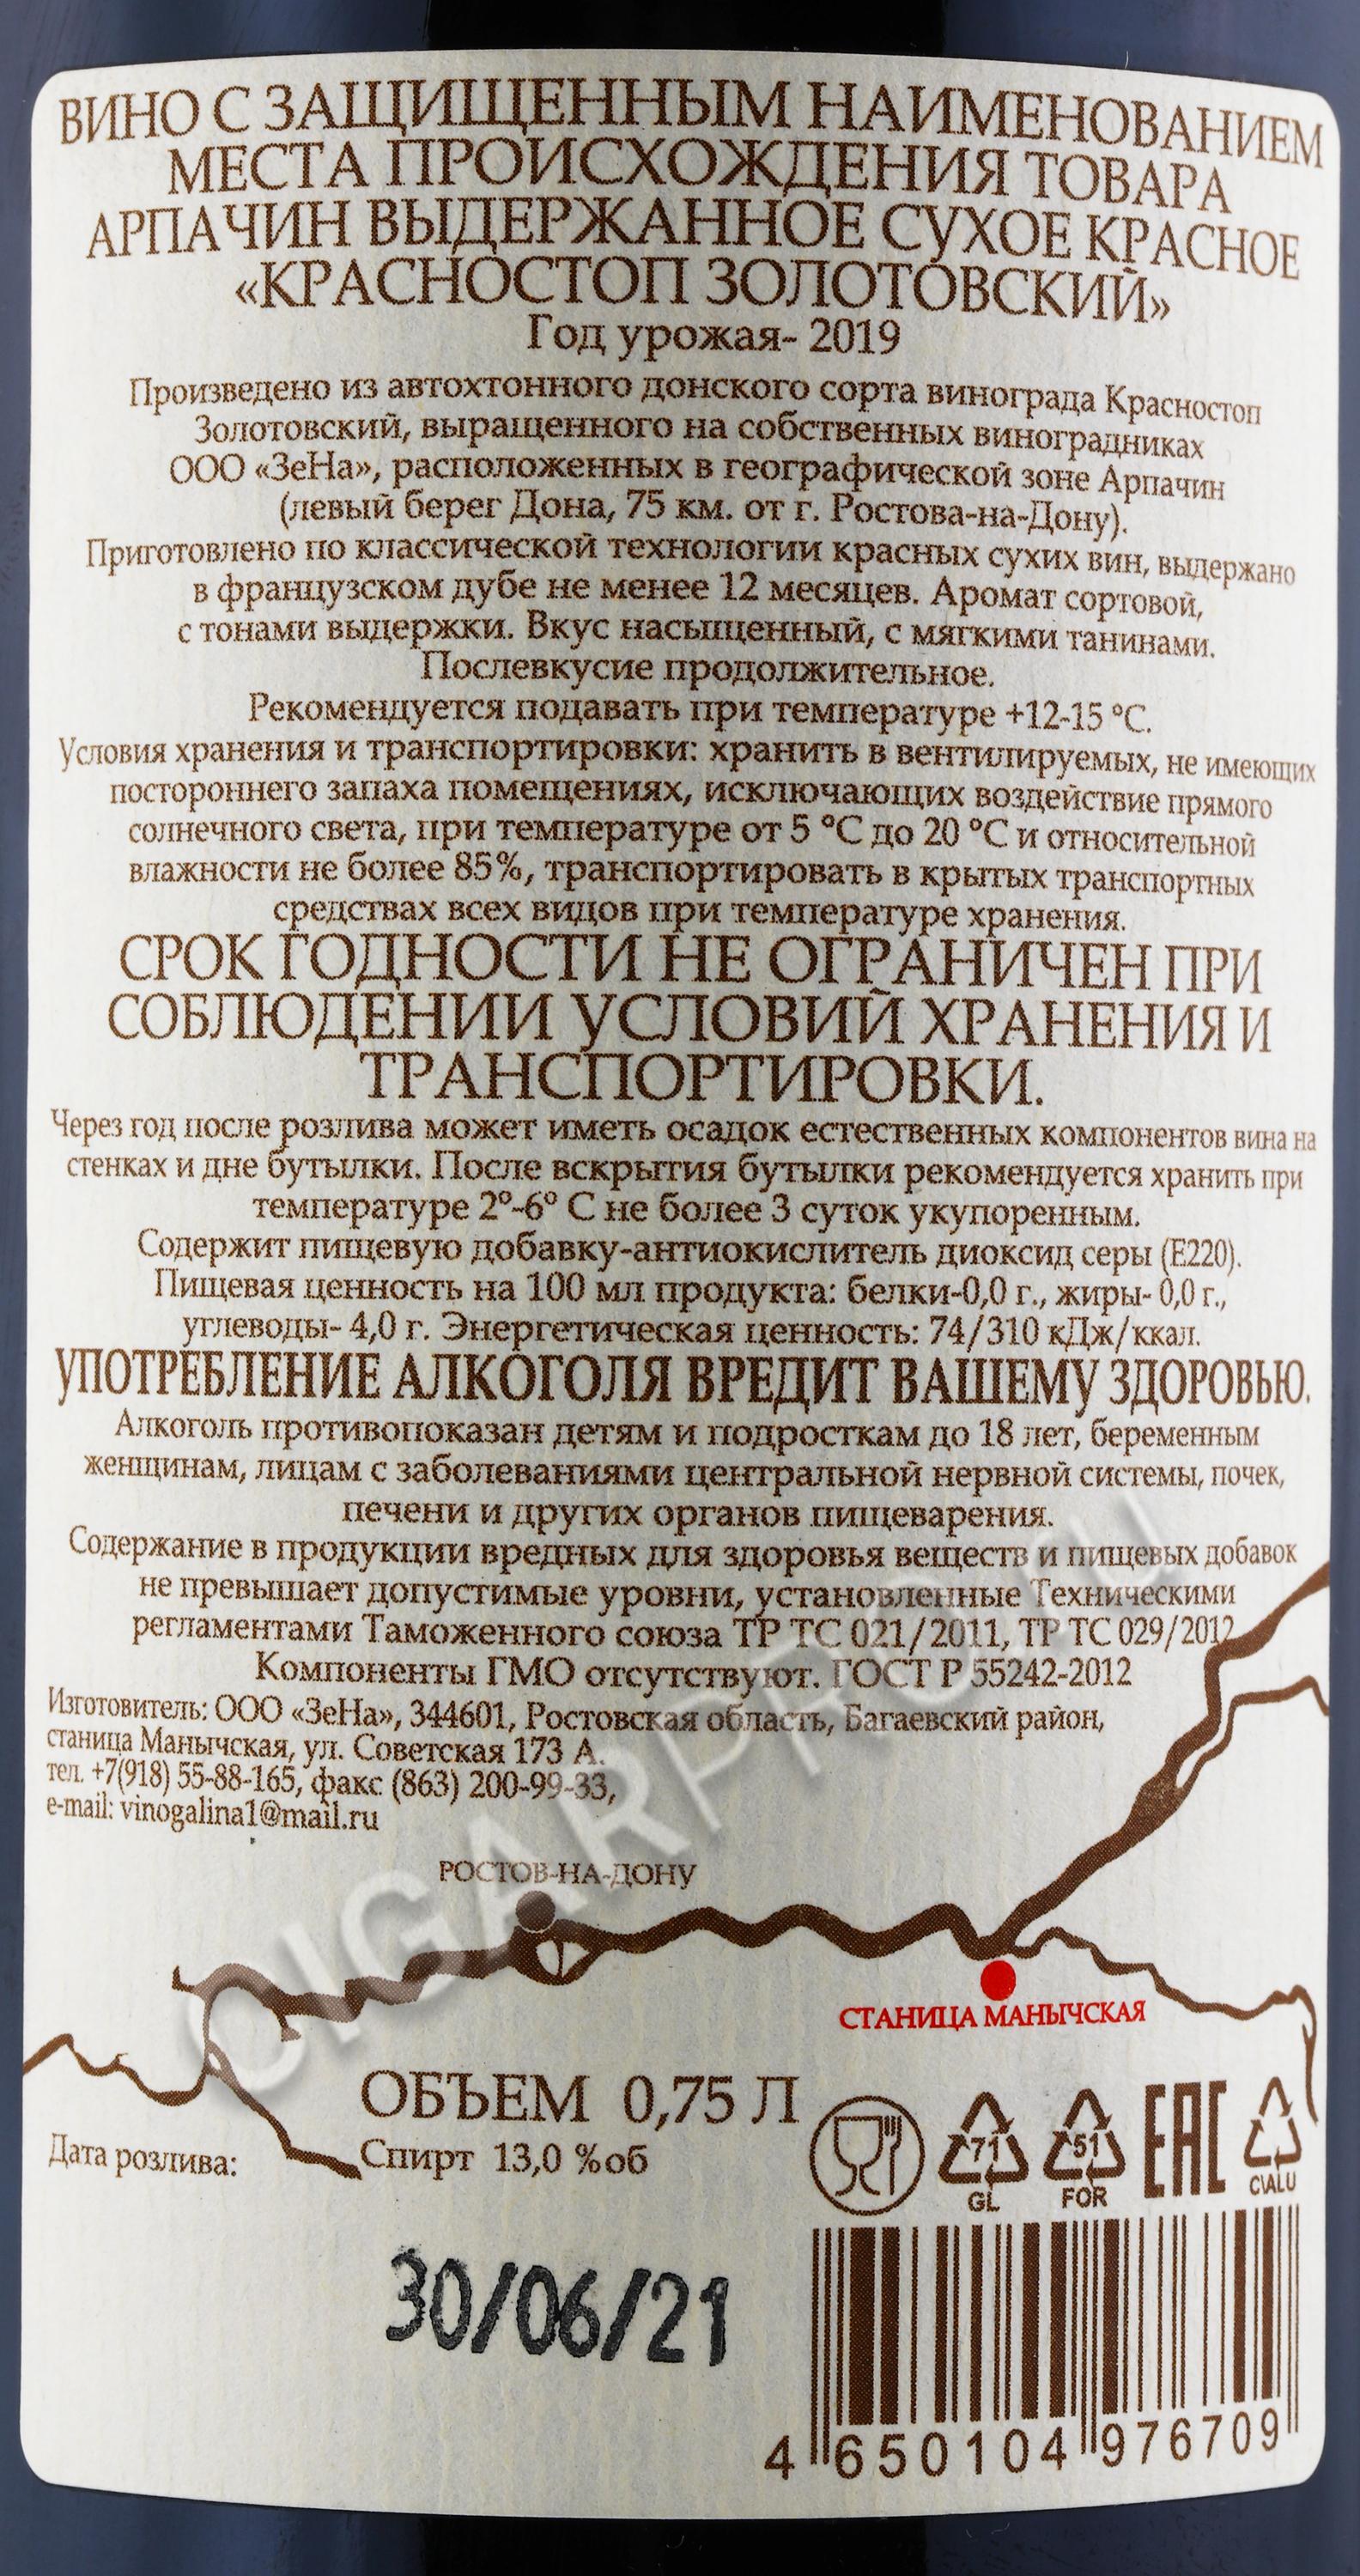 ВИНО С ЗАЩИЩЕННЫМ НАИМЕНОВАНИЕМ
МЕСТА ПРОИСХОЖДЕНИЯ ТОВАРА
АРПАЧИН ВЫДЕРЖАННОЕ СУХОЕ КРАСНОЕ
«КРАСНОСТОП ЗОЛОТОВСКИЙ»
Год урожая- 2019
Произведено из автохтонного донского сорта винограда Красностоп
Золотовский, выращенного на собственных виноградниках
ООО «ЗеНа», расположенных в географической зоне Арпачин
(левый берег Дона, 75 км. от г. Ростова-на-Дону).
Приготовлено по классической технологии красных сухих вин, выдержано
в французском дубе не менее 12 месяцев. Аромат сортовой,
с тонами выдержки. Вкус насыщенный, с мягкими танинами.
Послевкусие продолжительное.
Рекомендуется подавать при температуре +12-15 °С.
Условия хранения и транспортировки: хранить в вентилируемых, не имеющих
постороннего запаха помещениях, исключающих воздействие прямого
солнечного света, при температуре от 5 °С до 20 °С и относительной
влажности не более 85%, транспортировать в крытых транспортных
средствах всех видов при температуре хранения.
СРОК ГОДНОСТИ НЕ ОГРАНИЧЕН ПРИ
СОБЛЮДЕНИИ УСЛОВИЙ ХРАНЕНИЯ И
ТРАНСПОРТИРОВКИ.
Через год после розлива может иметь осадок естественных компонентов вина на
стенках и дне бутылки. После вскрытия бутылки рекомендуется хранить при
температуре 2°-6° С не более 3 суток укупоренным.
Содержит пищевую добавку-антиокислитель диоксид серы (Е220).
Пищевая ценность на 100 мл продукта: белки-0,0 г., жиры- 0,0 г.,
углеводы- 4,0 г. Энергетическая ценность: 74/310 кДж/ккал.
УПОТРЕБЛЕНИЕ АЛКОГОЛЯ ВРЕДИТ ВАШЕМУ ЗДОРОВЬЮ.
Алкоголь противопоказан детям и подросткам до 18 лет, беременным
женщинам, лицам с заболеваниями центральной нервной системы, почек,
печени и других органов пищеварения.
Содержание в продукции вредных для здоровья веществ и пищевых добавок
не превышает допустимые уровни, установленные Техническими
регламентами Таможенного союза ТР ТС 021/2011, ТР ТС 029/2012
Компоненты ГМО отсутствуют. ГОСТ Р 55242-2012
Изготовитель: ООО «ЗеНа», 344601, Ростовская область, Багаевский район,
станица Манычская, ул. Советская 173 А.
тел. +7(918) 55-88-165, факс (863) 200-99-33,
e-mail: vinogalina1@mail.ru
РОСТОВ-НА-ДОНУ
СТАНИЦА МАНЫЧСКАЯ
CIGARPRO.RU
ОБЪЕМ 0,75 Л
Дата розлива:
Спирт 13,0 %об
71
GL
51
FOR
EAC
C\ALU
30/06/21
4 650104 976709